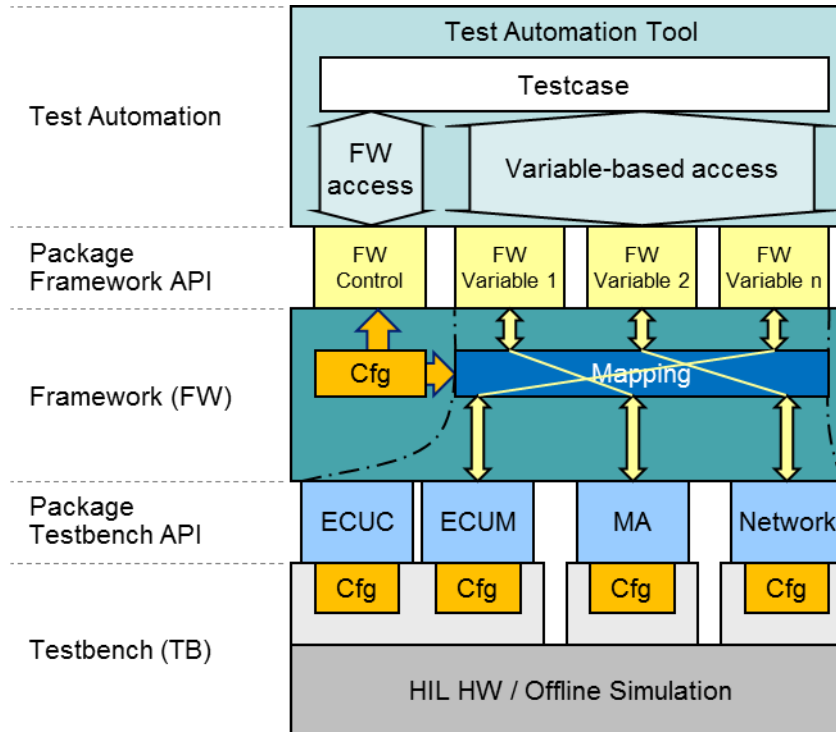 Test Automation Tool
Testcase
Test Automation
FW
access
Variable-based access
Package
Framework API
FW
Control
FW
Variable 1
FW
Variable 2
FW
Variable n
Framework (FW)
Cfg
Mapping
Package
Testbench API
ECUC
ECUM
MA
Network
Testbench (TB)
Cfg
Cfg
Cfg
Cfg
HIL HW / Offline Simulation